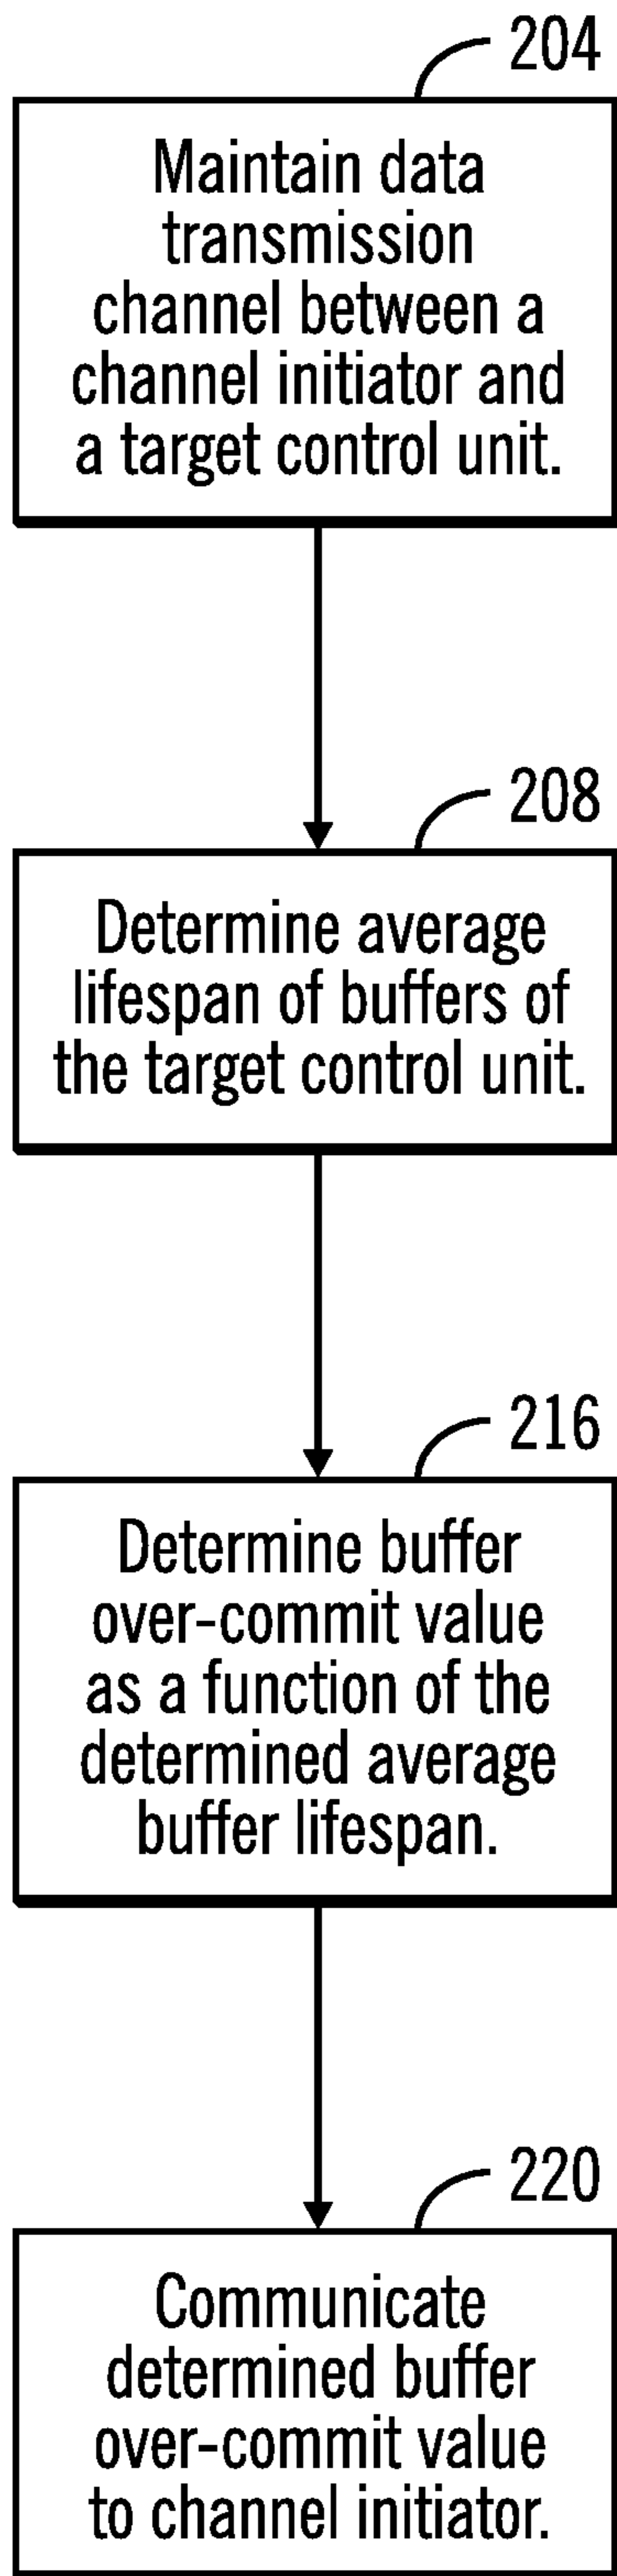 204
Maintain data
transmission
channel between a
channel initiator and
a target control unit.
208
Determine average
lifespan of buffers of
the target control unit.
216
Determine buffer
over-commit value
as a function of the
determined average
buffer lifespan.
220
Communicate
determined buffer
over-commit value
to channel initiator.